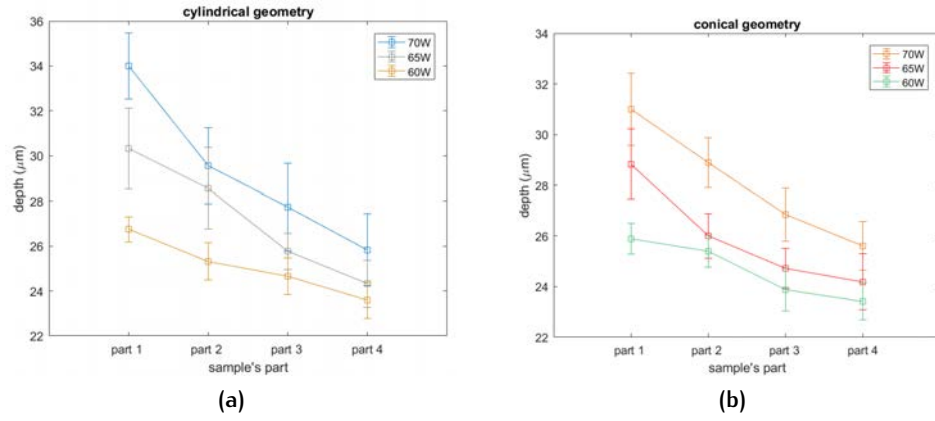 cylindrical geometry
36
34
32
30
28
26
24
22
depth (μm)
70W
65W
60W
part 1 part 2 part 3 part 4
sample's part
(a)
conical geometry
34
32
30
28
26
24
22
depth (μm)
70W
65W
60W
part 1 part 2 part 3 part 4
sample's part
(b)